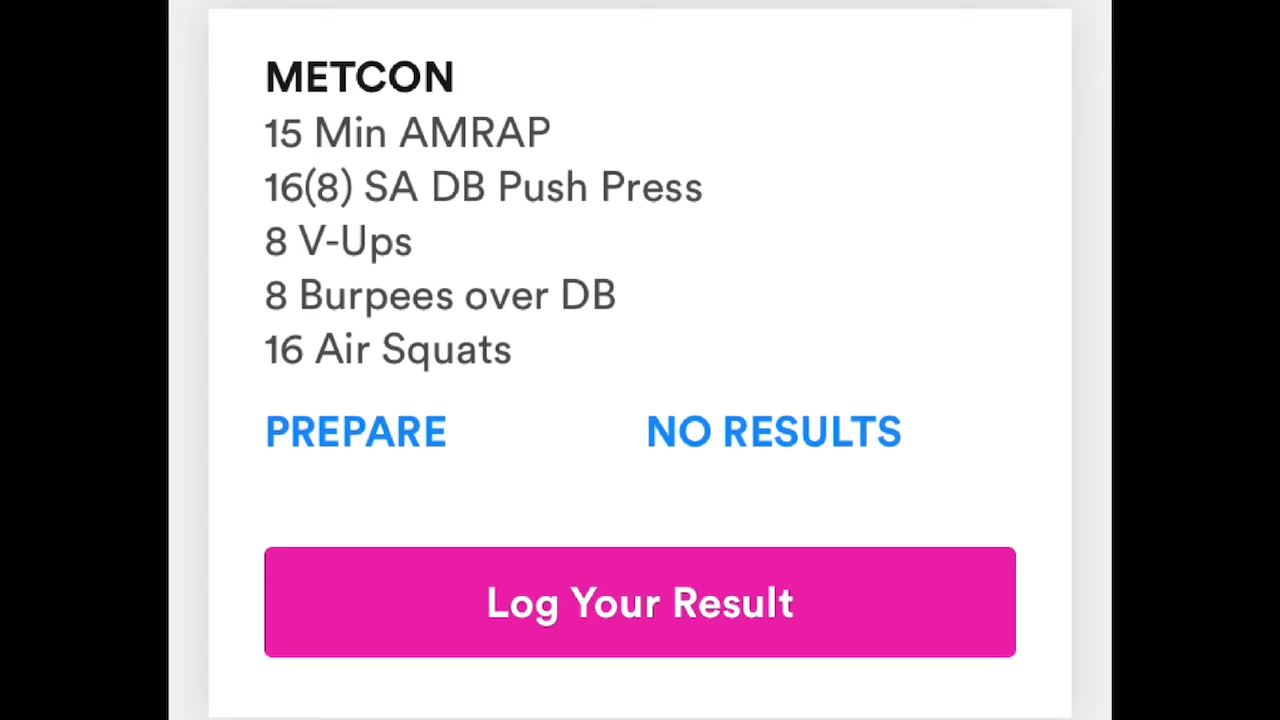 METCON
15 Min AMRAP
16(8) SA DB Push Press
8 V-Ups
8 Burpees over DB
16 Air Squats
PREPARE
NO RESULTS
Log Your Result